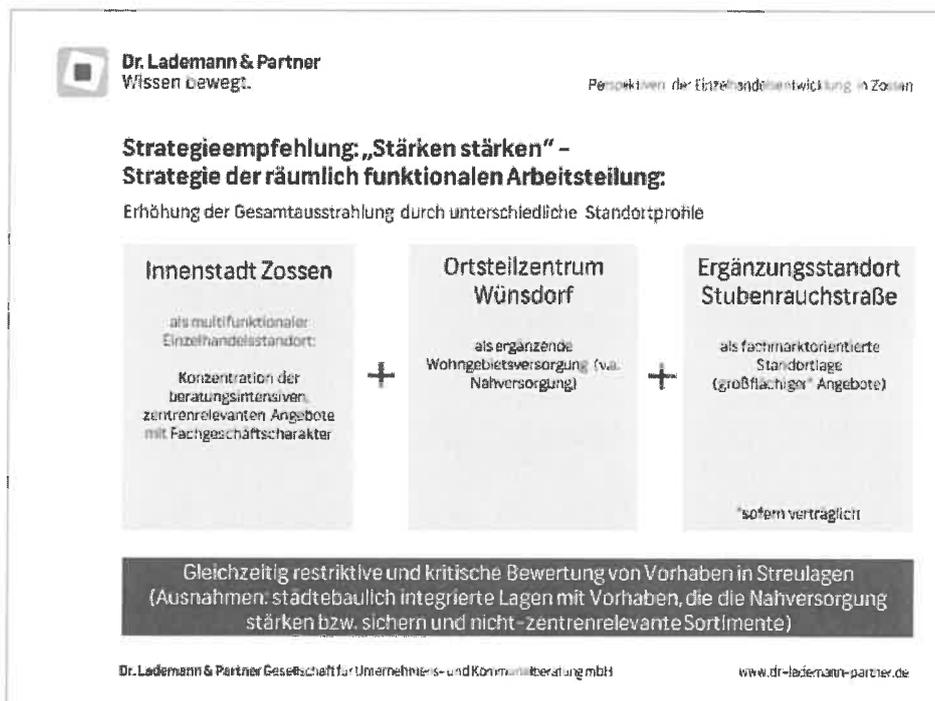 Dr. Lademann & Partner
Wissen bewegt.
Perspektiven der Einzelhandelsentwicklung in Zossen
Strategieempfehlung: „Stärken stärken“ –
Strategie der räumlich funktionalen Arbeitsteilung:
Erhöhung der Gesamtausstrahlung durch unterschiedliche Standortprofile
Innenstadt Zossen
als multifunktionaler
Einzelhandelsstandort:
Konzentration der
beratungsintensiven,
zentrenrelevanten Angebote
mit Fachgeschäftscharakter
+
Ortsteilzentrum
Wünsdorf
als ergänzende
Wohngebietsversorgung (v.a.
Nahversorgung)
+
Ergänzungsstandort
Stubenrauchstraße
als fachmarktorientierte
Standortlage
(großflächiger* Angebote)
*sofern verträglich
Gleichzeitig restriktive und kritische Bewertung von Vorhaben in Streulagen
(Ausnahmen: städtebaulich integrierte Lagen mit Vorhaben, die die Nahversorgung
stärken bzw. sichern und nicht-zentrenrelevante Sortimente)
Dr. Lademann & Partner Gesellschaft für Unternehmens- und Kommunalberatung mbH
www.dr-lademann-partner.de